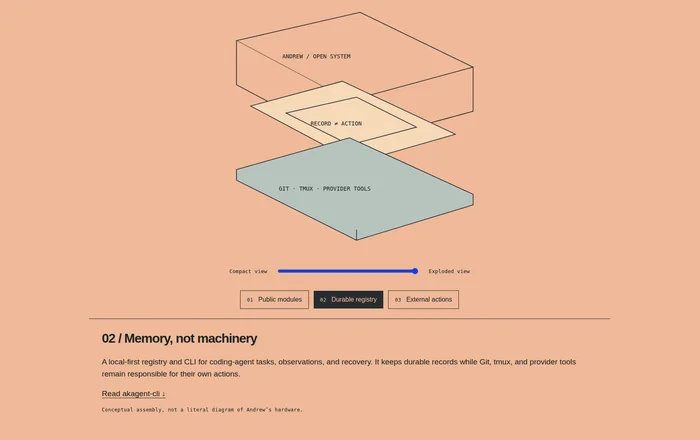 ANDREW / OPEN SYSTEM
RECORD ≠ ACTION
GIT · TMUX · PROVIDER TOOLS
Compact view
Exploded view
01 Public modules
02 Durable registry
03 External actions
02 / Memory, not machinery
A local-first registry and CLI for coding-agent tasks, observations, and recovery. It keeps durable records while Git, tmux, and provider tools
remain responsible for their own actions.
Read akagent-cli ↓
Conceptual assembly, not a literal diagram of Andrew's hardware.